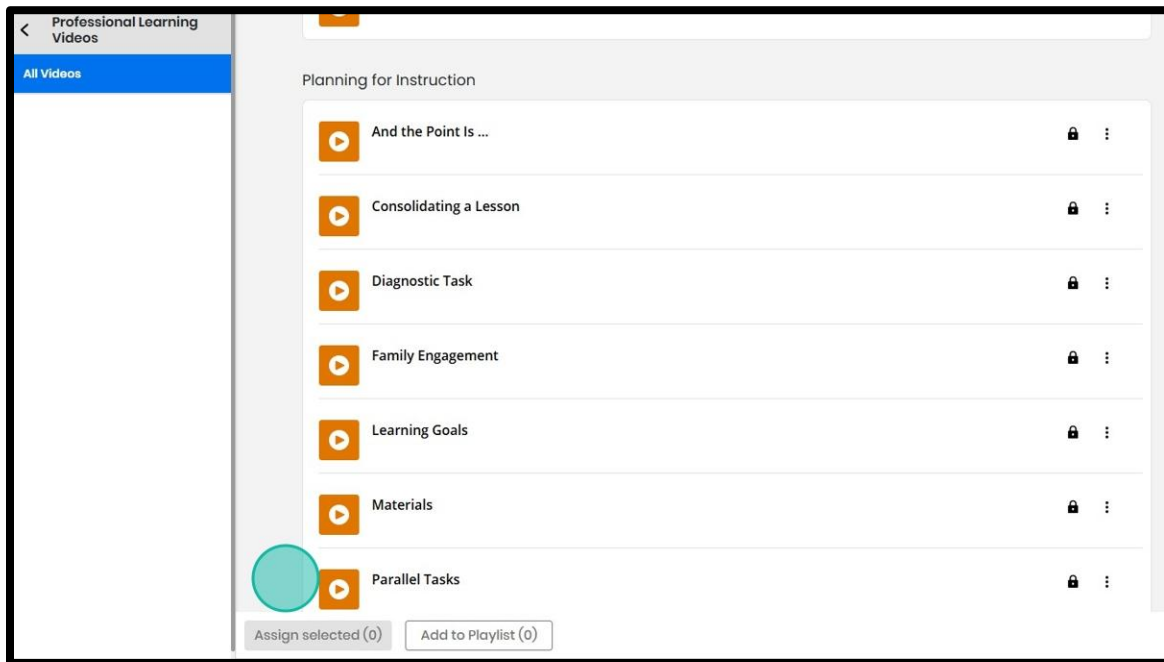 Professional Learning
Videos
All Videos
Planning for Instruction
And the Point Is ...
Consolidating a Lesson
Diagnostic Task
Family Engagement
Learning Goals
Materials
Parallel Tasks
Assign selected (0)
Add to Playlist (0)